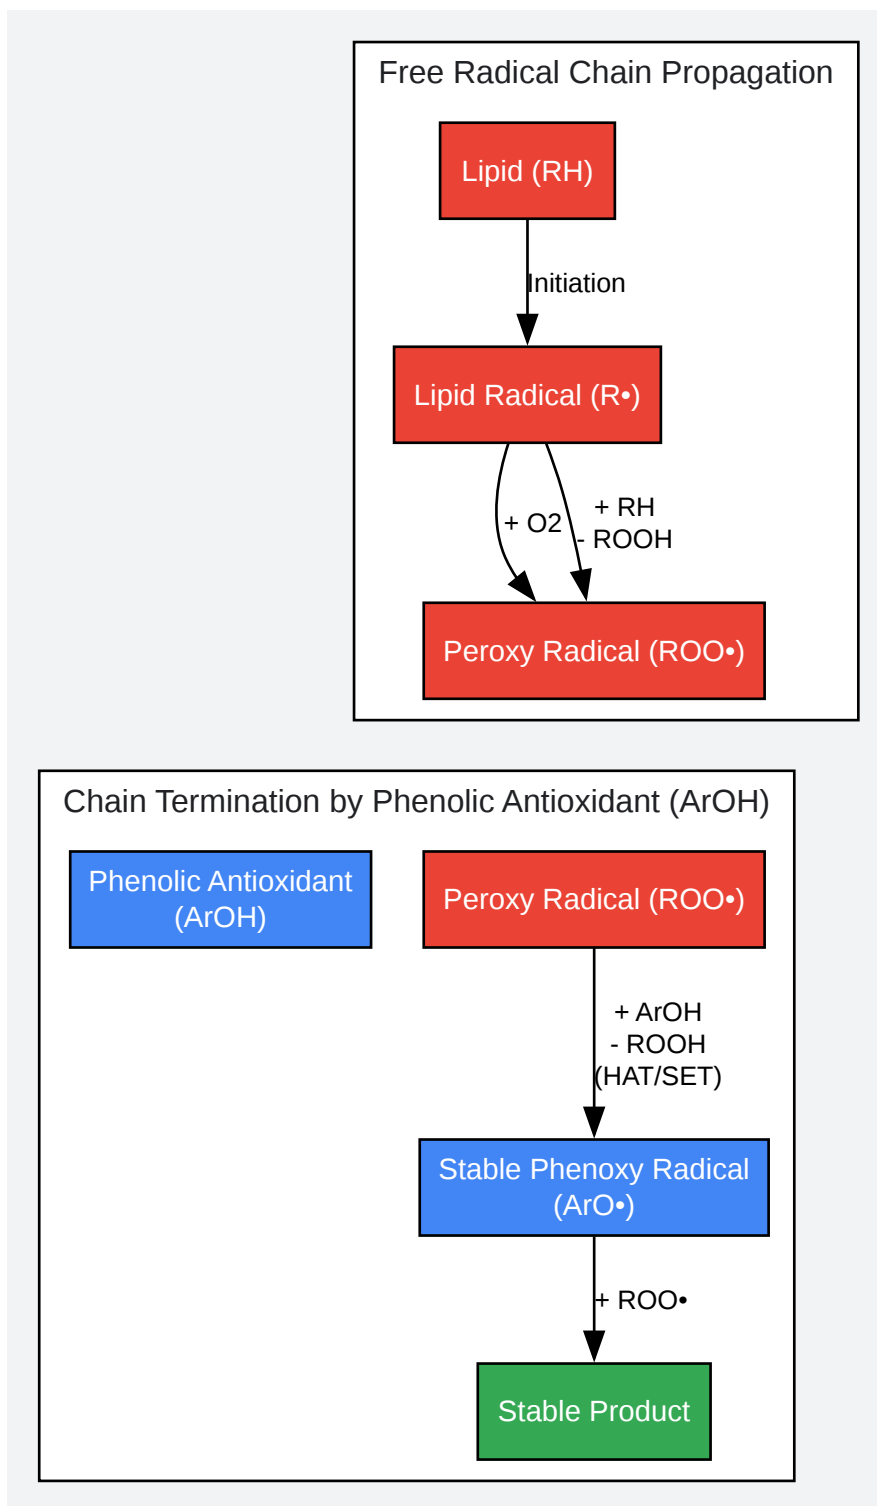 Free Radical Chain Propagation
Lipid (RH)
Initiation
Lipid Radical (R•)
+ O2
+ RH
- ROOH
Peroxy Radical (ROO•)
Chain Termination by Phenolic Antioxidant (ArOH)
Phenolic Antioxidant
(ArOH)
Peroxy Radical (ROO•)
+ ArOH
- ROOH
(HAT/SET)
Stable Phenoxy Radical
(ArO•)
+ ROO•
Stable Product